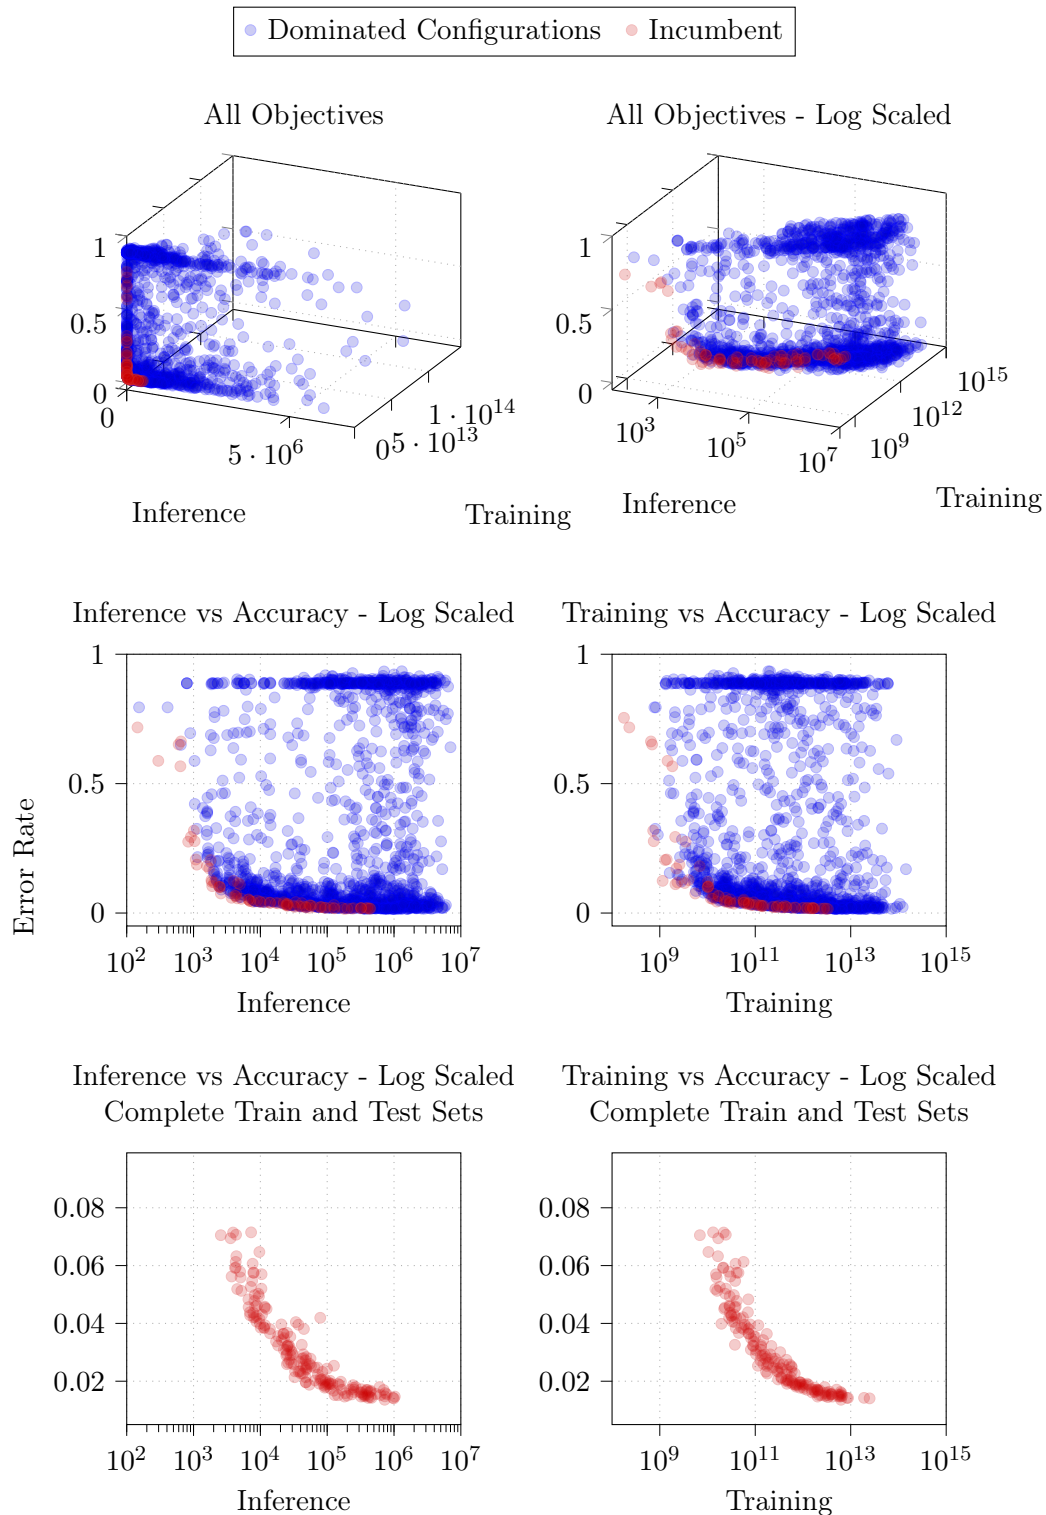 Dominated Configurations Incumbent
All Objectives
All Objectives - Log Scaled
1
0.5
0
0
5 · 10^6
0
5 · 10^13
1 · 10^14
Inference
Training
1
0.5
0
10^3
10^5
10^7
10^9
10^12
10^15
Inference
Training
Inference vs Accuracy - Log Scaled
Training vs Accuracy - Log Scaled
Error Rate
1
0.5
0
10^2 10^3 10^4 10^5 10^6 10^7
Inference
1
0.5
0
10^9 10^11 10^13 10^15
Training
Inference vs Accuracy - Log Scaled
Complete Train and Test Sets
Training vs Accuracy - Log Scaled
Complete Train and Test Sets
0.08
0.06
0.04
0.02
10^2 10^3 10^4 10^5 10^6 10^7
Inference
0.08
0.06
0.04
0.02
10^9 10^11 10^13 10^15
Training